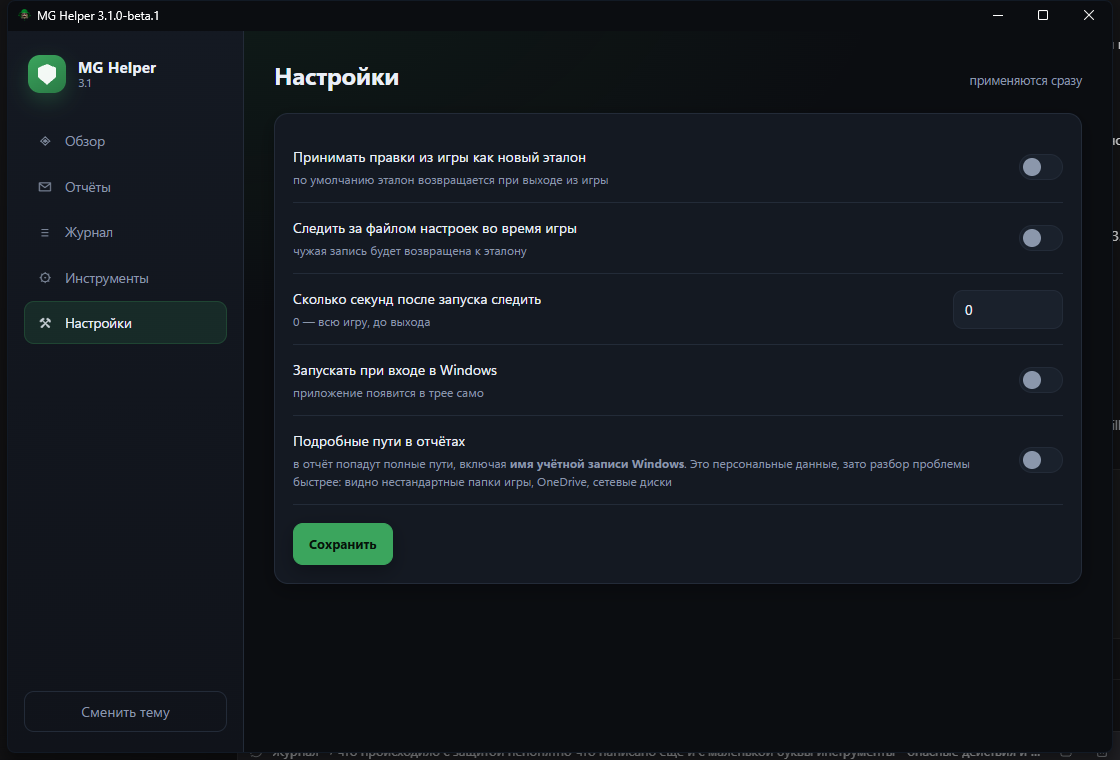 MG Helper 3.1.0-beta.1
MG Helper
3.1
Обзор
Отчёты
Журнал
Инструменты
Настройки
Сменить тему
Настройки
применяются сразу
Принимать правки из игры как новый эталон
по умолчанию эталон возвращается при выходе из игры
Следить за файлом настроек во время игры
чужая запись будет возвращена к эталону
Сколько секунд после запуска следить
0 — всю игру, до выхода
0
Запускать при входе в Windows
приложение появится в трее само
Подробные пути в отчётах
в отчёт попадут полные пути, включая имя учётной записи Windows. Это персональные данные, зато разбор проблемы
быстрее: видно нестандартные папки игры, OneDrive, сетевые диски
Сохранить